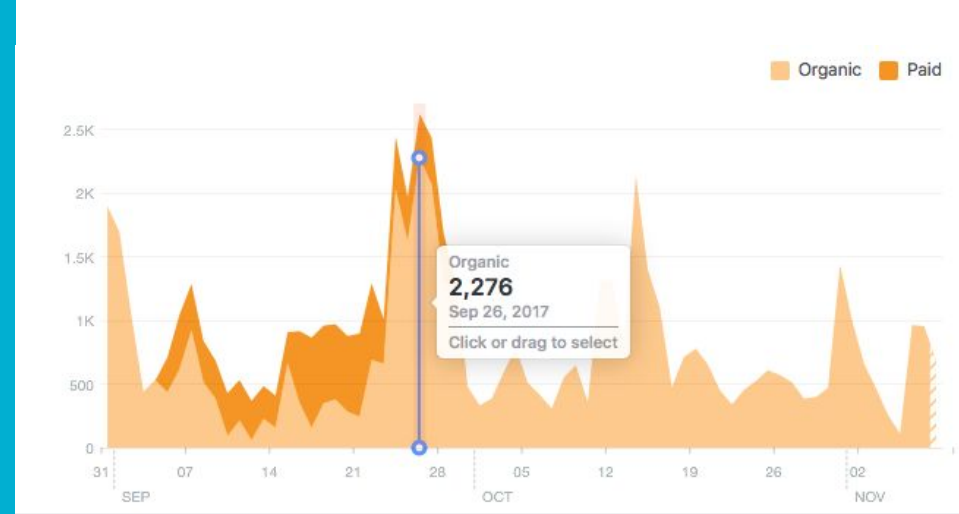 Organic Paid
2.5K
2K
1.5K
1K
500
0
Organic
2,276
Sep 26, 2017
Click or drag to select
31 07 14 21 28 05 12 19 26 02
SEP OCT NOV